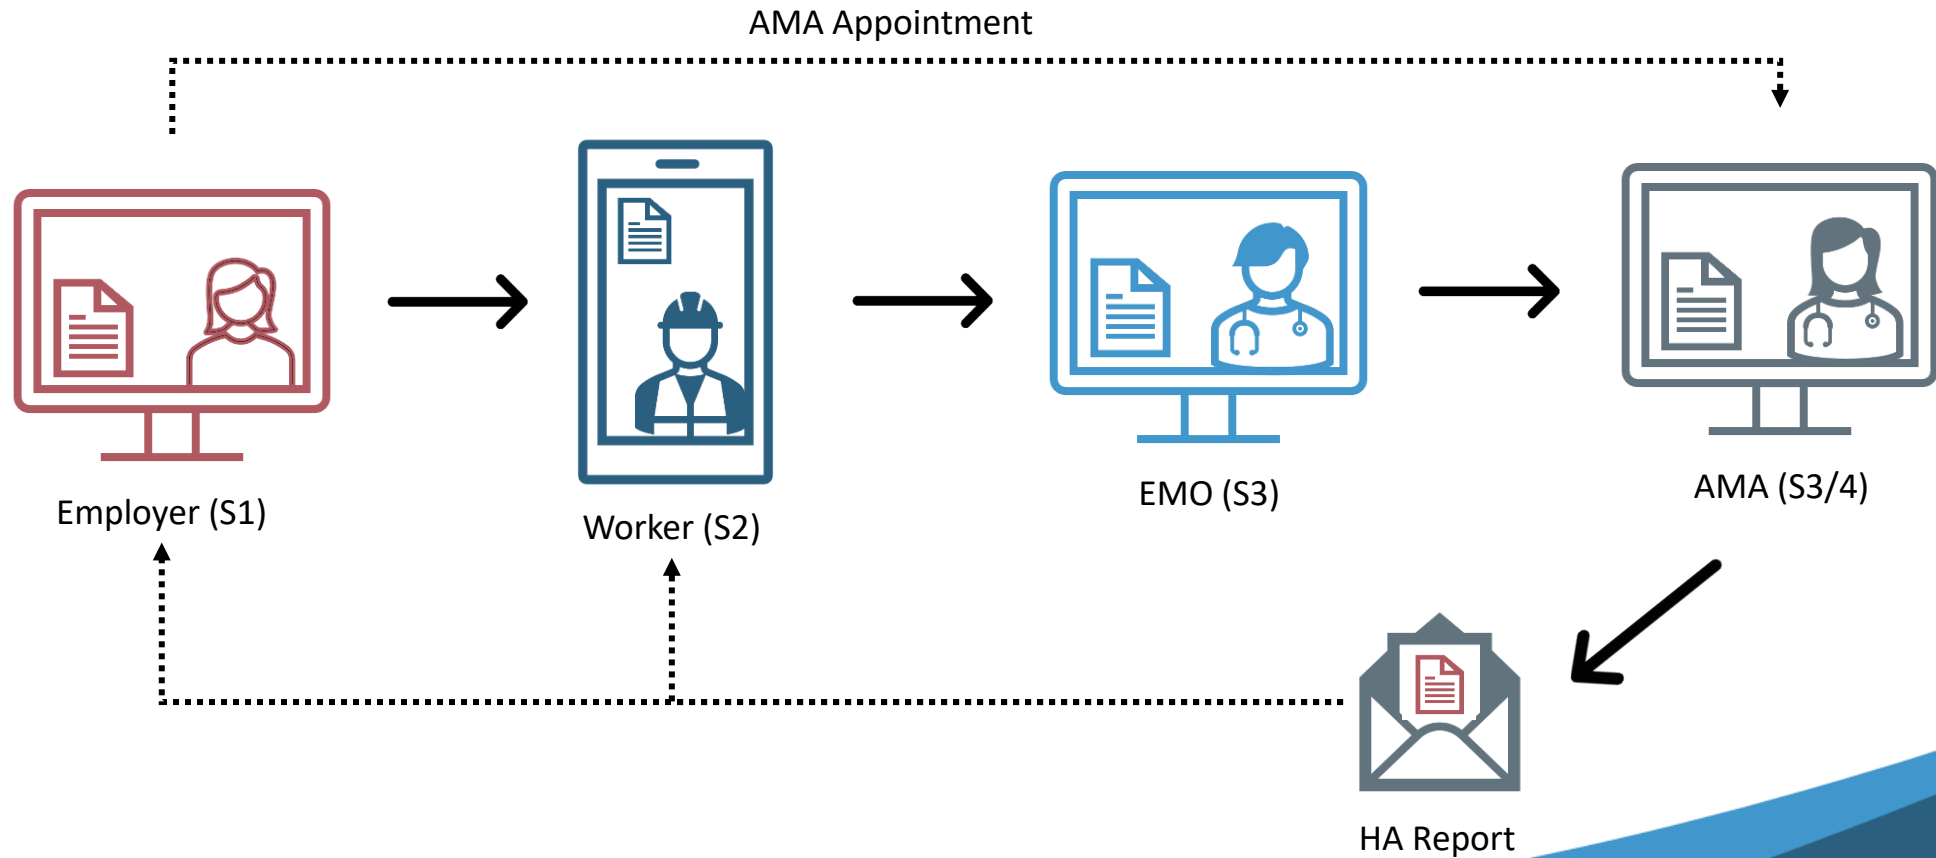 AMA Appointment
Employer (S1)
Worker (S2)
EMO (S3)
AMA (S3/4)
HA Report